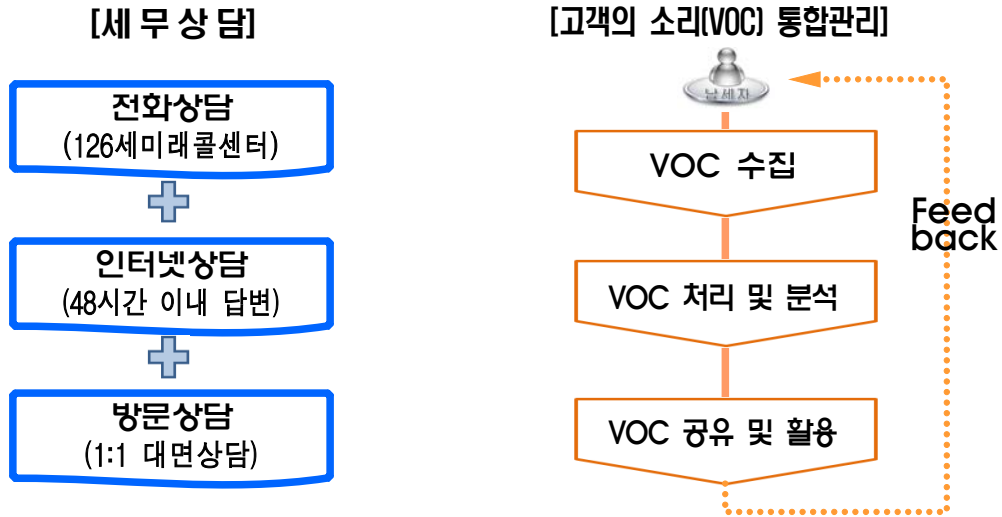 [세 무 상 담]
전화상담
(126세미래콜센터)
인터넷상담
(48시간 이내 답변)
방문상담
(1:1 대면상담)
[고객의 소리(VOC) 통합관리]
납세자
VOC 수집
VOC 처리 및 분석
VOC 공유 및 활용
Feed
back